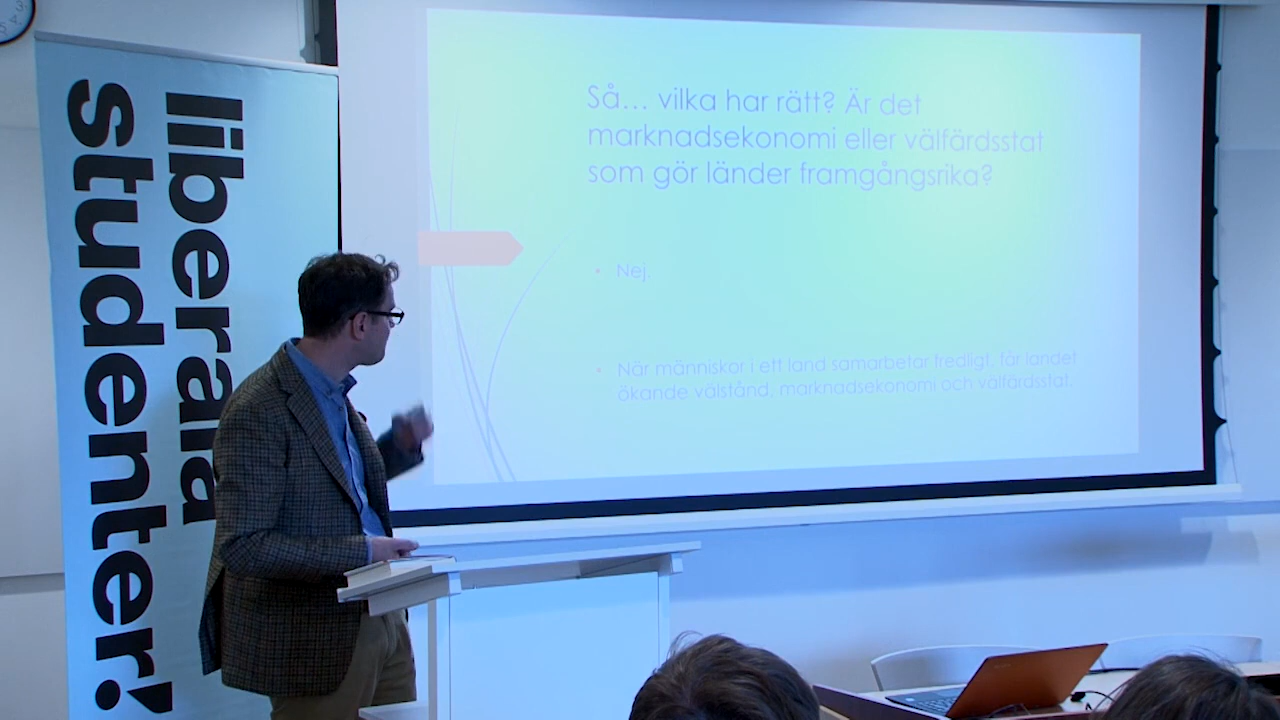 liberala
studenter!
Så... vilka har rätt? Är det
marknadsekonomi eller välfärdsstat
som gör länder framgångsrika?
• Nej.
• När människor i ett land samarbetar fredligt, får landet
ökande välstånd, marknadsekonomi och välfärdsstat.